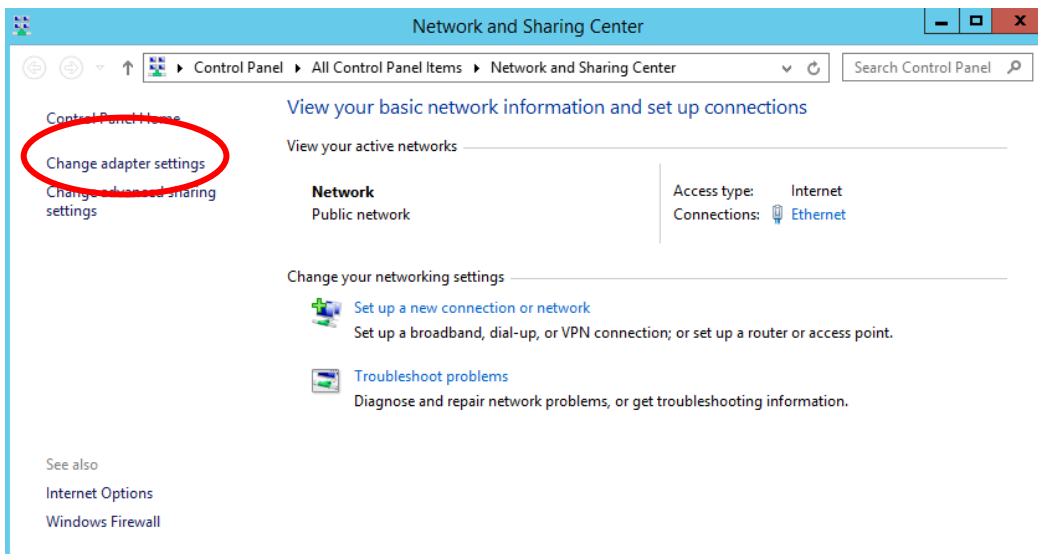 Network and Sharing Center
Control Panel ▸ All Control Panel Items ▸ Network and Sharing Center
Search Control Panel
Control Panel Home
Change adapter settings
Change advanced sharing
settings
View your basic network information and set up connections
View your active networks
Network
Public network
Access type: Internet
Connections: Ethernet
Change your networking settings
Set up a new connection or network
Set up a broadband, dial-up, or VPN connection; or set up a router or access point.
Troubleshoot problems
Diagnose and repair network problems, or get troubleshooting information.
See also
Internet Options
Windows Firewall